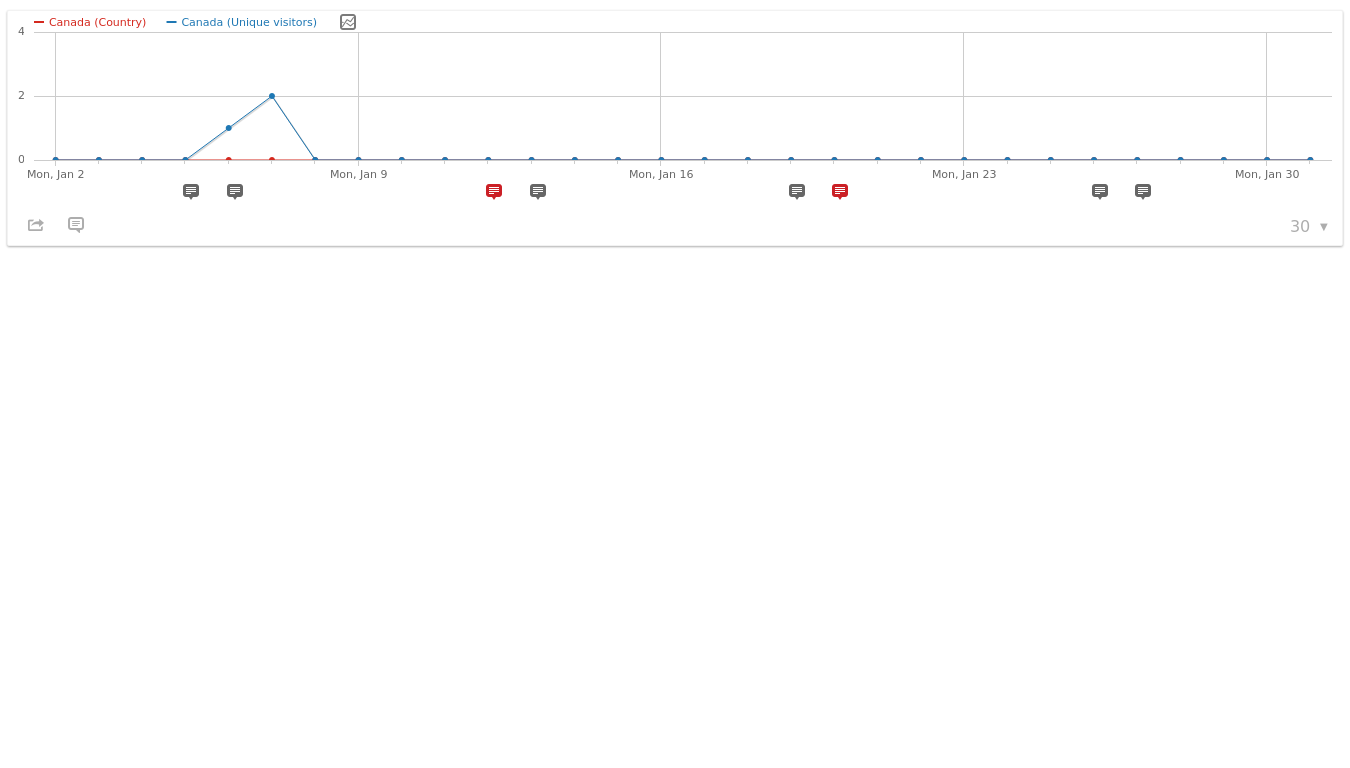 Canada (Country) Canada (Unique visitors)
4
2
0
Mon, Jan 2 Mon, Jan 9 Mon, Jan 16 Mon, Jan 23 Mon, Jan 30
30 ▼